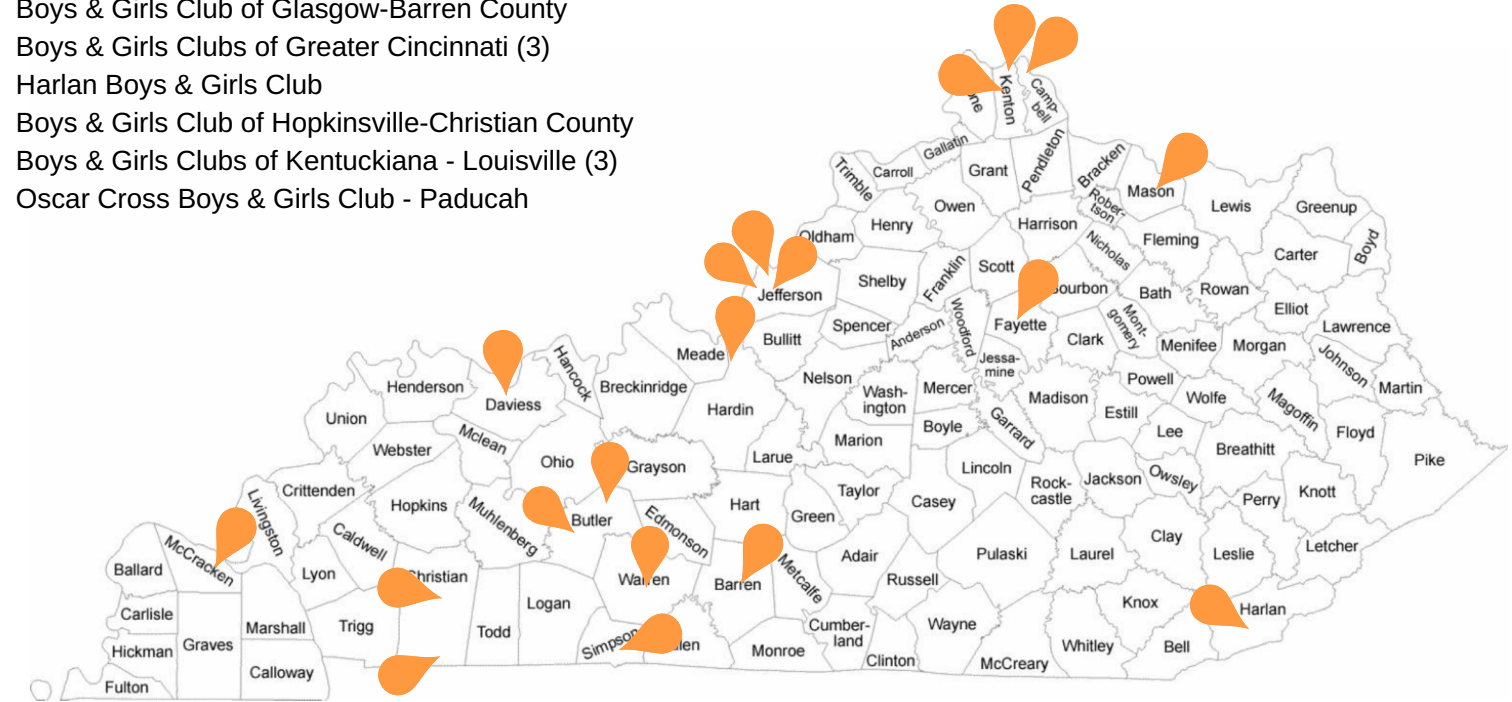 Boys & Girls Club of Glasgow-Barren County
Boys & Girls Clubs of Greater Cincinnati (3)
Harlan Boys & Girls Club
Boys & Girls Club of Hopkinsville-Christian County
Boys & Girls Clubs of Kentuckiana - Louisville (3)
Oscar Cross Boys & Girls Club - Paducah
Kenton
Camp-
bell
Gallatin
Carroll
Trimble
Grant
Pendleton
Bracken
Mason
Rober-
tson
Lewis
Greenup
Owen
Henry
Oldham
Harrison
Nicholas
Fleming
Carter
Boyd
Jefferson
Shelby
Franklin
Scott
ourbon
Bath
Rowan
Elliot
Lawrence
Bullitt
Spencer
Anderson
Woodford
Fayette
Clark
Mont-
gomery
Menifee
Morgan
Johnson
Martin
Meade
Hancock
Breckinridge
Henderson
Daviess
Union
Hardin
Nelson
Wash-
ington
Mercer
Jessa-
mine
Madison
Powell
Estill
Wolfe
Magoffin
Floyd
Pike
Webster
Mclean
Ohio
Grayson
Larue
Marion
Boyle
Garrard
Lee
Breathitt
Crittenden
Livingston
Hopkins
Muhlenberg
Butler
Edmonson
Hart
Green
Taylor
Casey
Lincoln
Rock-
castle
Jackson
Owsley
Perry
Knott
Letcher
Ballard
McCracken
Caldwell
Lyon
Christian
Warren
Barren
Metcalfe
Adair
Russell
Pulaski
Laurel
Clay
Leslie
Carlisle
Graves
Marshall
Trigg
Todd
Logan
Simpson
llen
Monroe
Cumber-
land
Clinton
Wayne
McCreary
Whitley
Knox
Bell
Harlan
Hickman
Fulton
Calloway